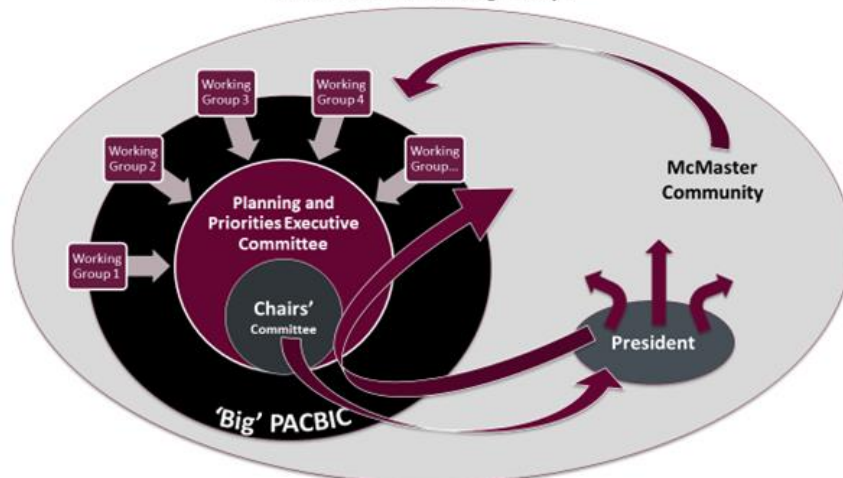 Working
Group 3
Working
Group 4
Working
Group 2
Working
Group...
Working
Group 1
Planning and
Priorities Executive
Committee
Chairs'
Committee
'Big' PACBIC
McMaster
Community
President